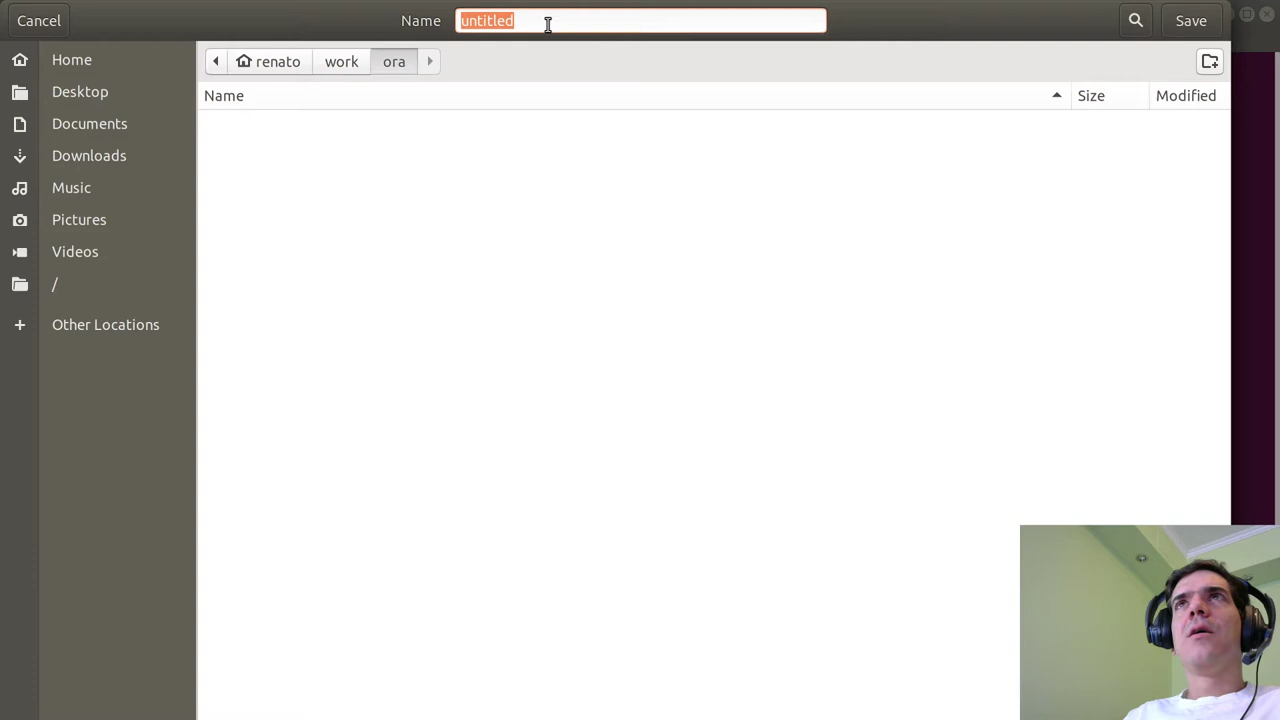 Cancel
Name
untitled
Save
Home
Desktop
Documents
Downloads
Music
Pictures
Videos
/
Other Locations
renato
work
ora
Name
Size
Modified